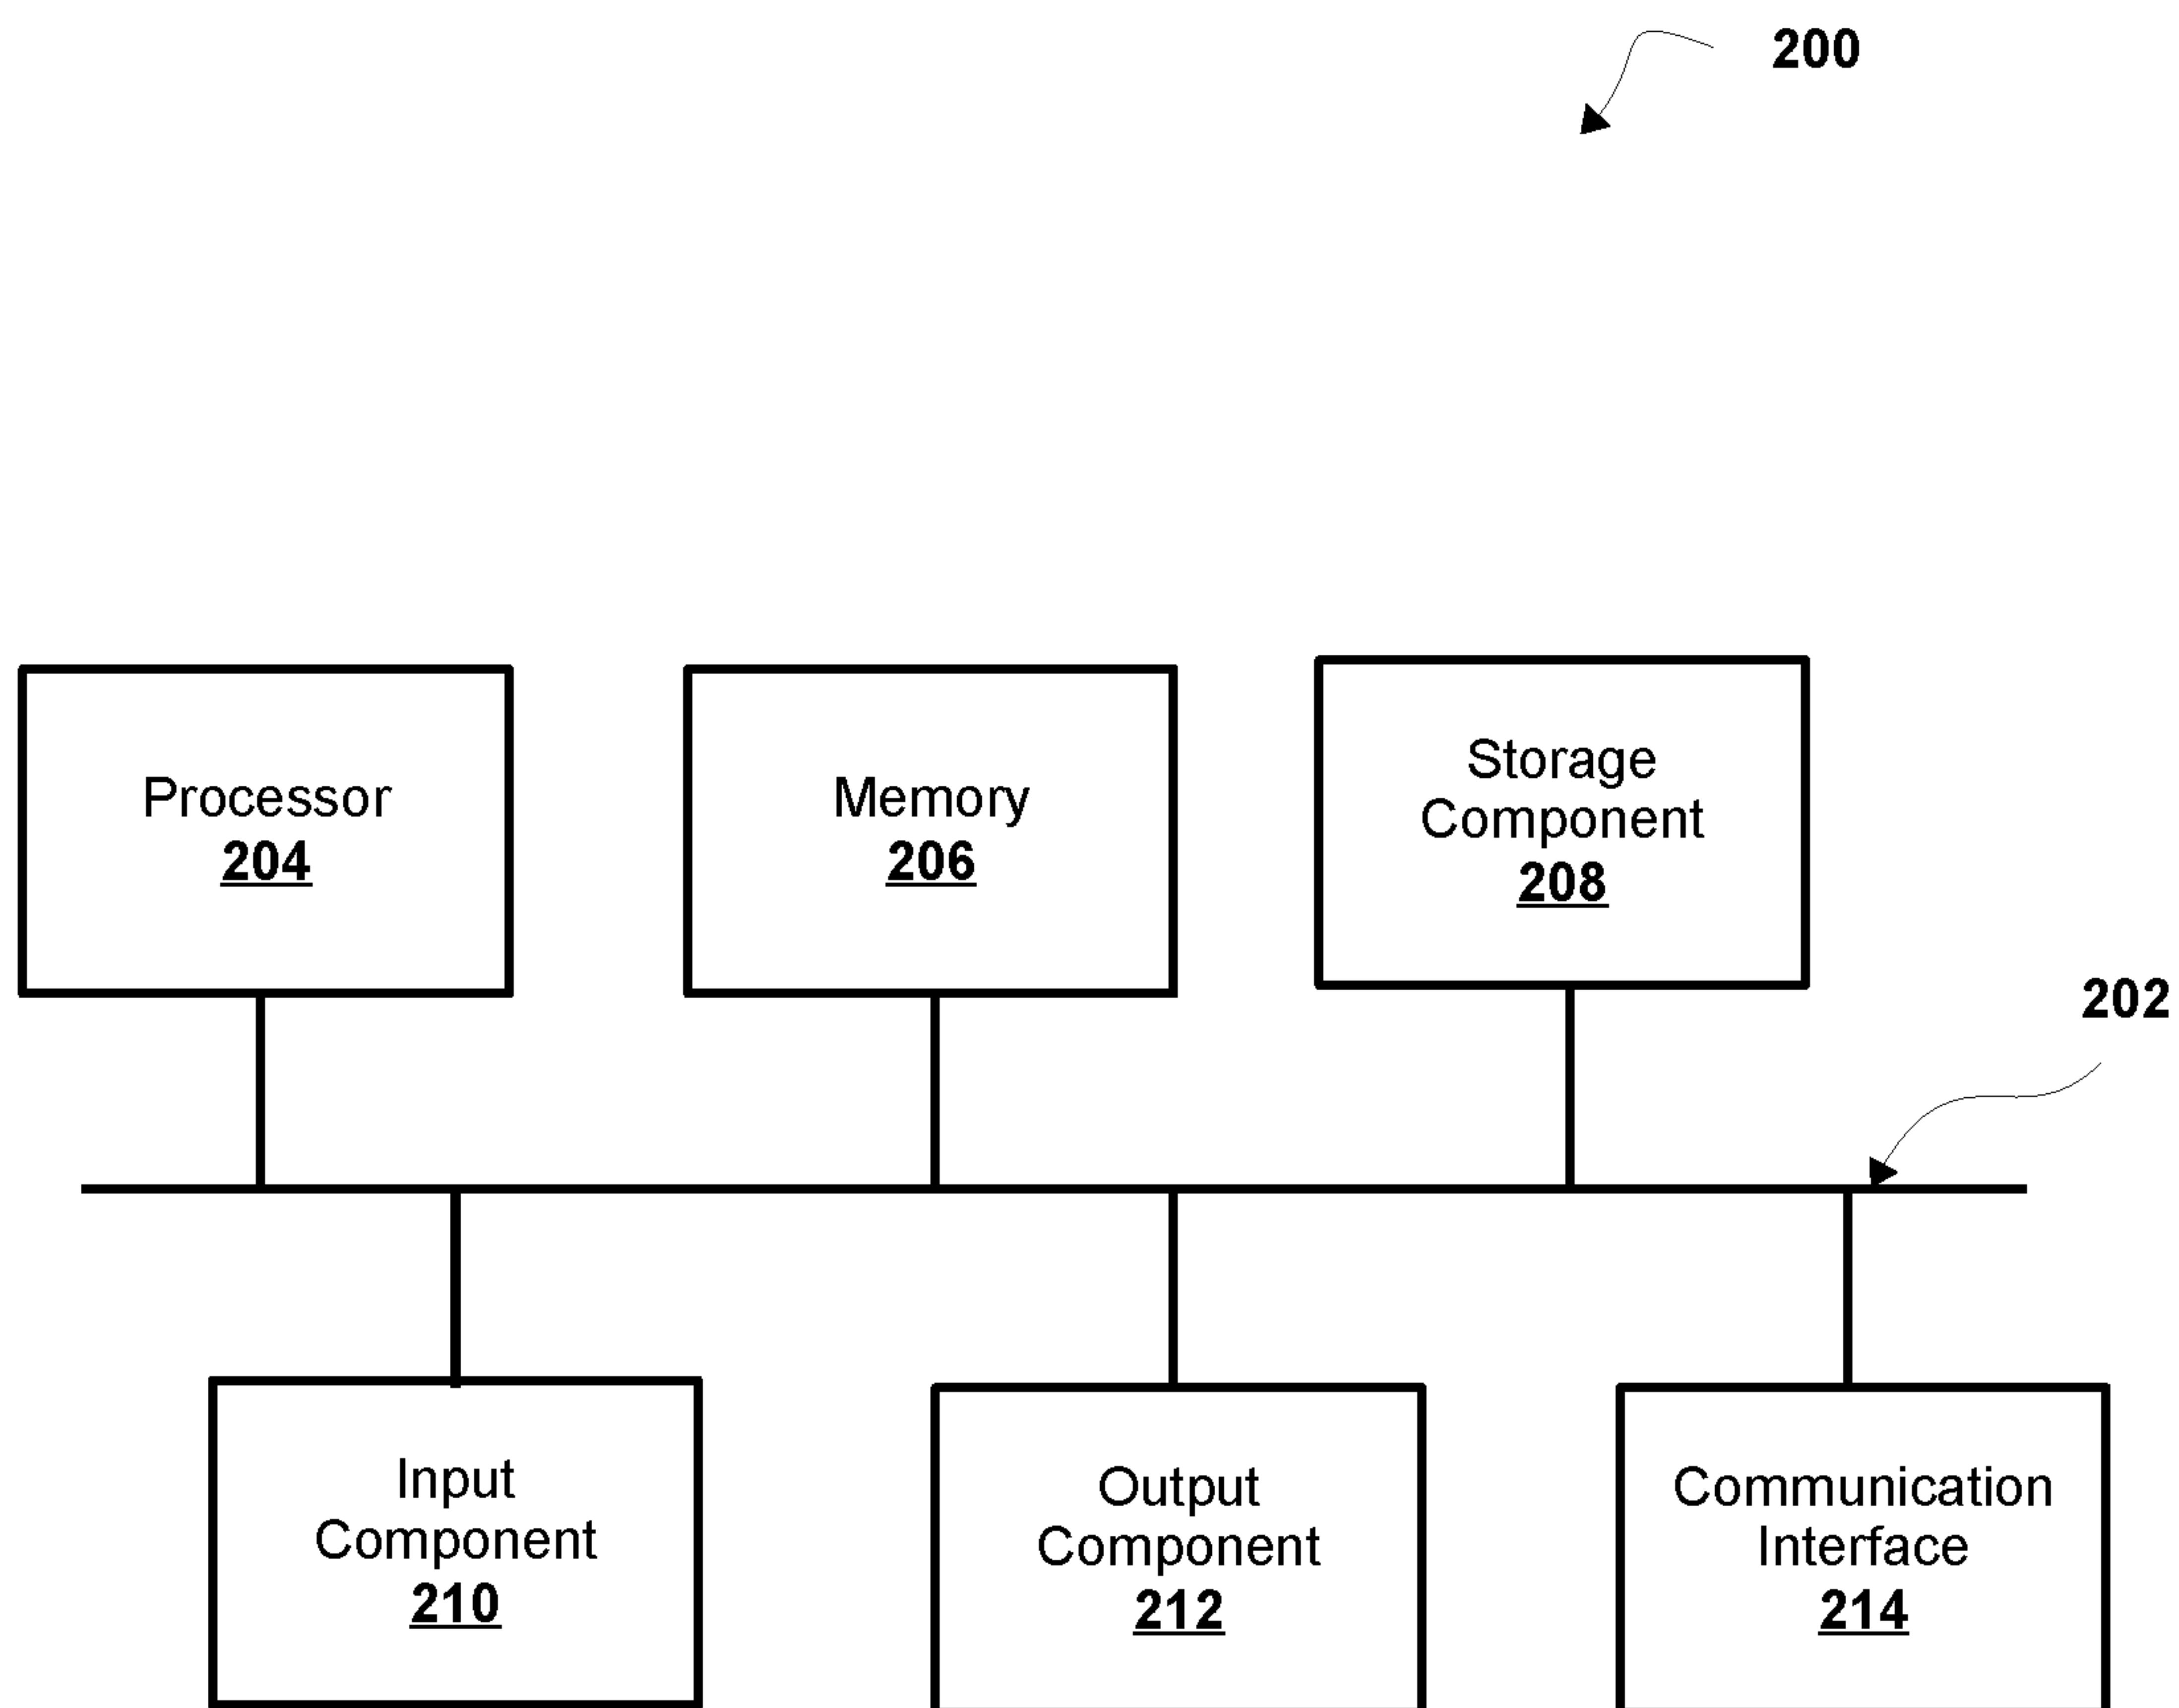 200
Processor
204
Memory
206
Storage
Component
208
202
Input
Component
210
Output
Component
212
Communication
Interface
214